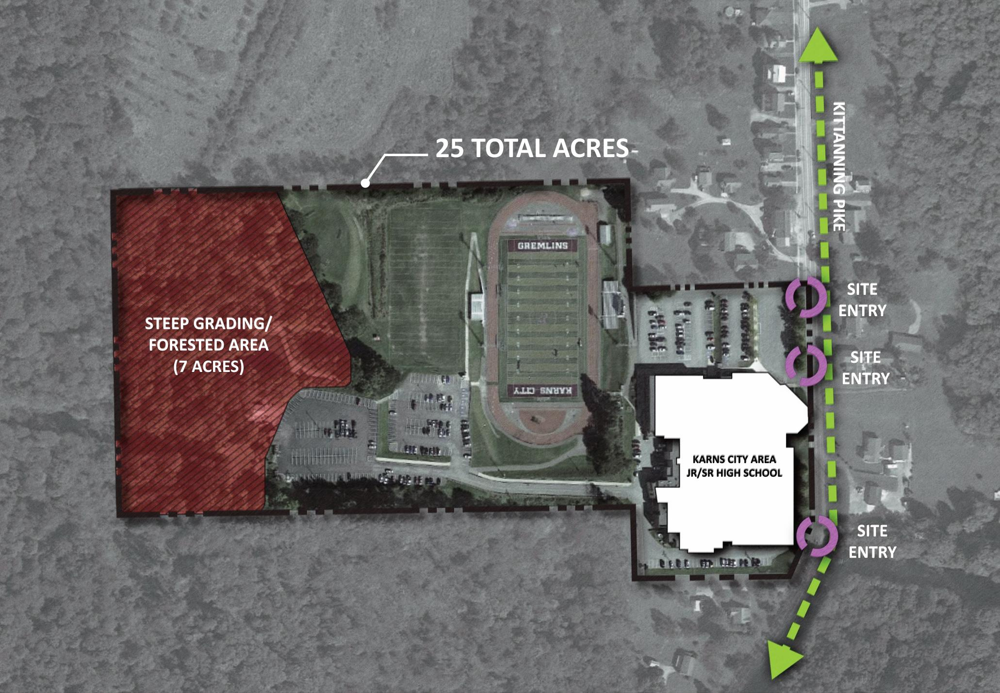 25 TOTAL ACRES
KITTANNING PIKE
GREMLINS
SITE
ENTRY
STEEP GRADING/
FORESTED AREA
(7 ACRES)
SITE
ENTRY
KARNS CITY
KARNS CITY AREA
JR/SR HIGH SCHOOL
SITE
ENTRY